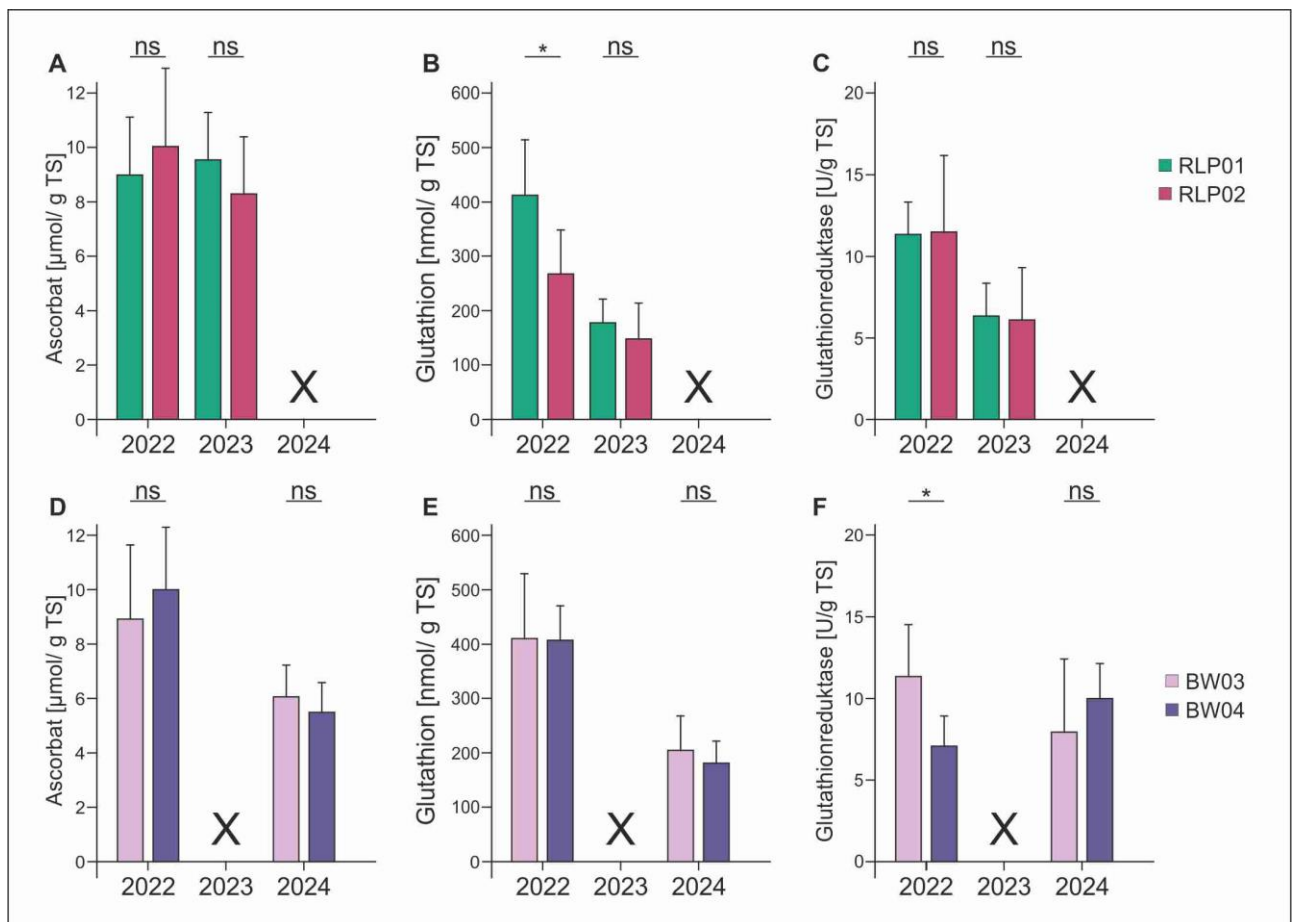 A
ns ns
Ascorbat [µmol/ g TS]
12
10
8
6
4
2
0
X
2022 2023 2024
B
* ns
Glutathion [nmol/ g TS]
600
500
400
300
200
100
0
X
2022 2023 2024
C
ns ns
Glutathionreduktase [U/g TS]
20
15
10
5
0
X
2022 2023 2024
RLP01
RLP02
D
ns ns
Ascorbat [µmol/ g TS]
12
10
8
6
4
2
0
X
2022 2023 2024
E
ns ns
Glutathion [nmol/ g TS]
600
500
400
300
200
100
0
X
2022 2023 2024
F
* ns
Glutathionreduktase [U/g TS]
20
15
10
5
0
X
2022 2023 2024
BW03
BW04